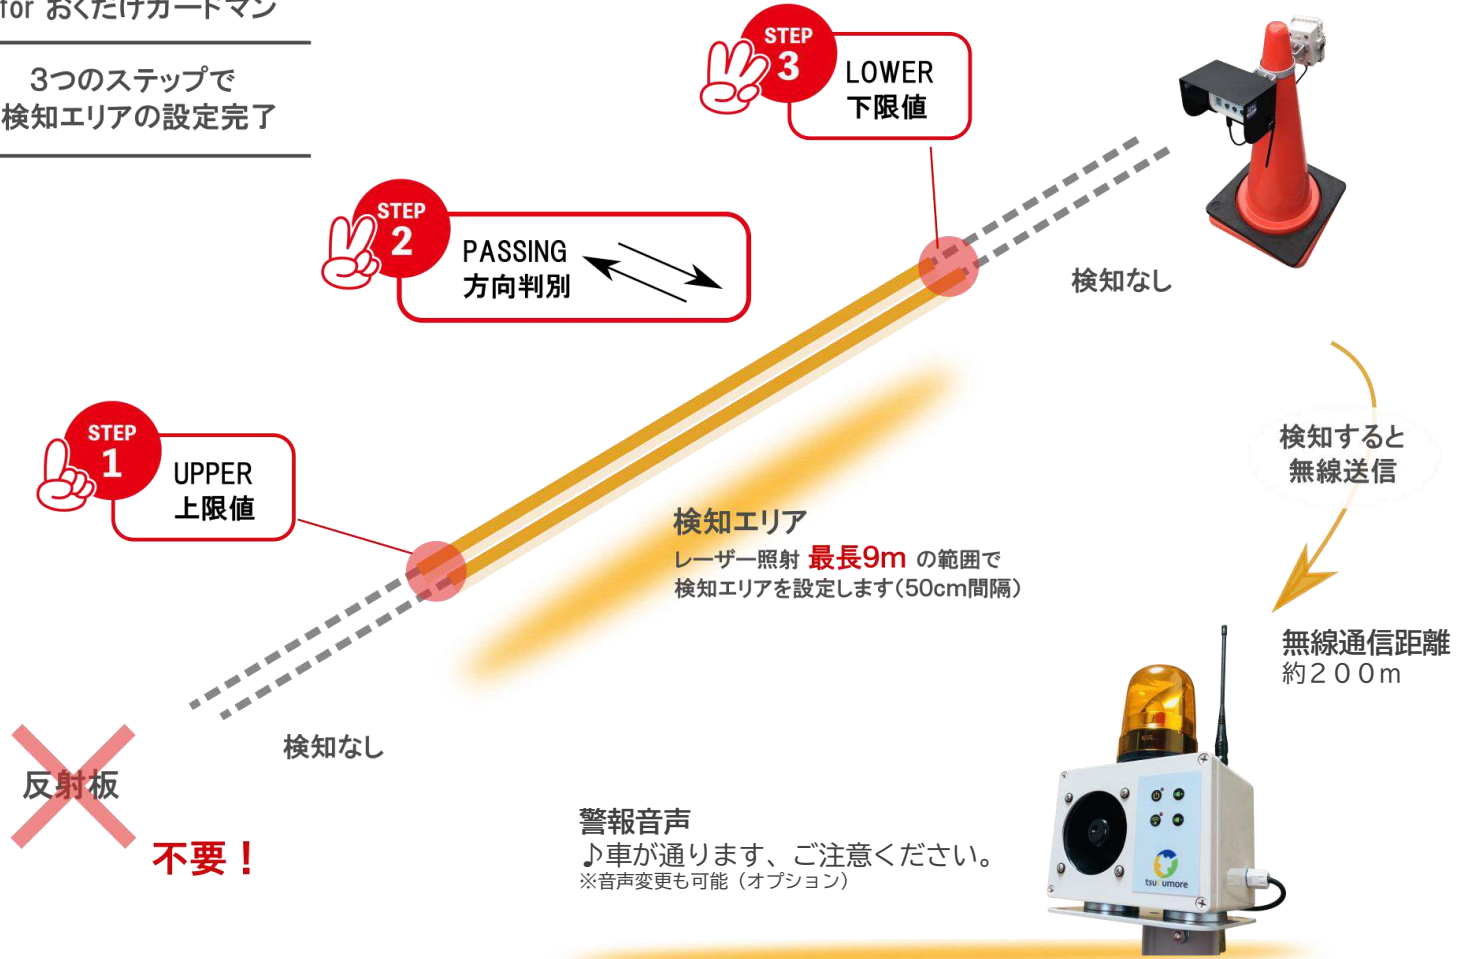 for おくだけガードマン
3つのステップで
検知エリアの設定完了
STEP
3
LOWER
下限値
STEP
2
PASSING
方向判別
検知なし
STEP
1
UPPER
上限値
検知すると
無線送信
検知エリア
レーザー照射 最長9m の範囲で
検知エリアを設定します(50cm間隔)
無線通信距離
約200m
検知なし
反射板
不要!
警報音声
♪車が通ります、ご注意ください。
※音声変更も可能（オプション）